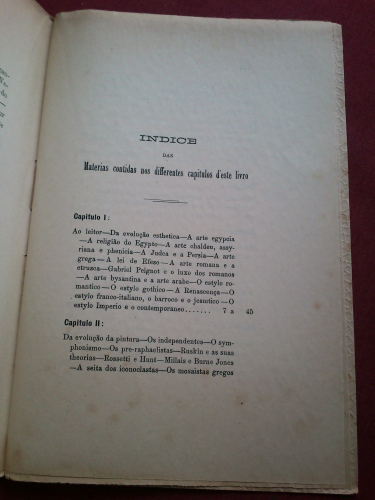 INDICE
DAS
Materias contidas nos differentes capitulos d'este livro
Capitulo I:
Ao leitor—Da evolução esthetica—A arte egypcia
—A religião do Egypto—A arte chaldeu, assy-
riana e phenicia—A Judea e a Persia—A arte
grega—A lei de Efeso—A arte romana e a
etrusca—Gabriel Peignot e o luxo dos romanos
—A arte byzantina e a arte arabe—O estylo ro-
mantico—O estylo gothico—A Renascença—O
estylo franco-italiano, o barroco e o jesuitico—O
estylo Imperio e o contemporaneo....... 7 a 45
Capitulo II:
Da evolução da pintura—Os independentes—O sym-
phonismo—Os pre-raphaelistas—Ruskin e as suas
theorias—Rossetti e Hunt—Millais e Burne Jones
—A seita dos iconoclastas—Os mosaistas gregos